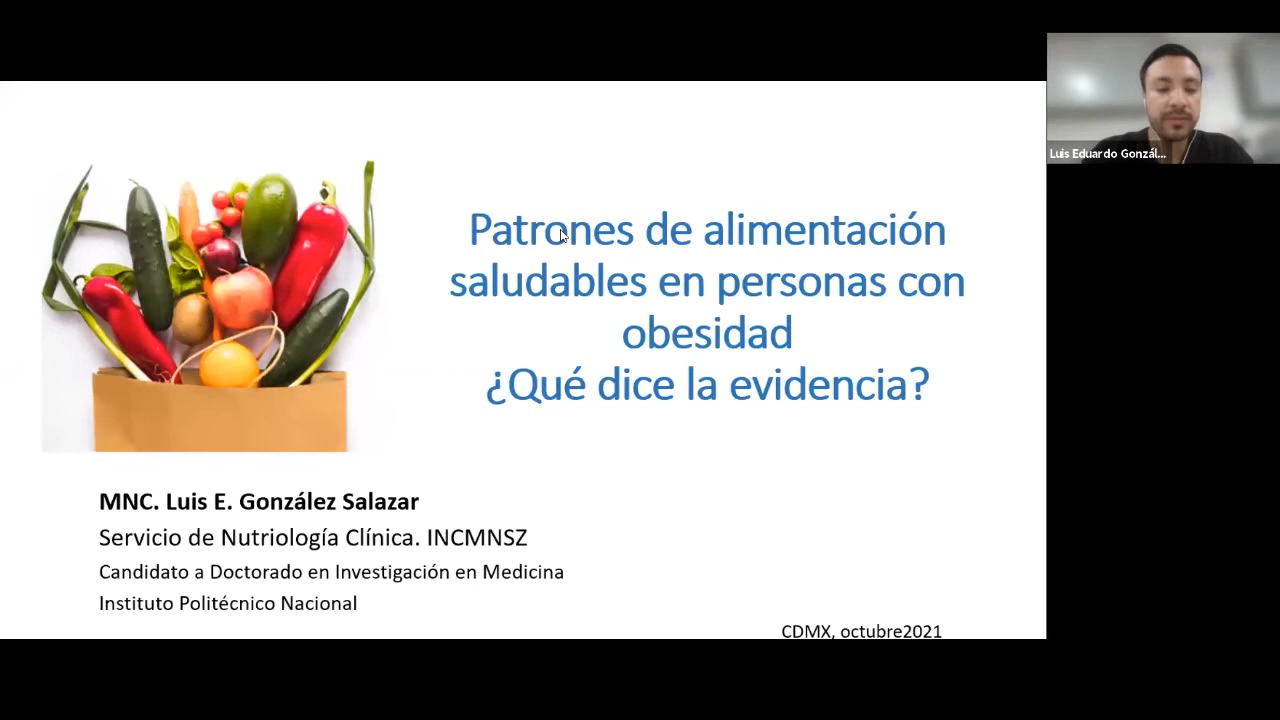 Patrones de alimentación
saludables en personas con
obesidad
¿Qué dice la evidencia?
MNC. Luis E. González Salazar
Servicio de Nutriología Clínica. INCMNSZ
Candidato a Doctorado en Investigación en Medicina
Instituto Politécnico Nacional
CDMX, octubre2021
Luis Eduardo Gonzál...